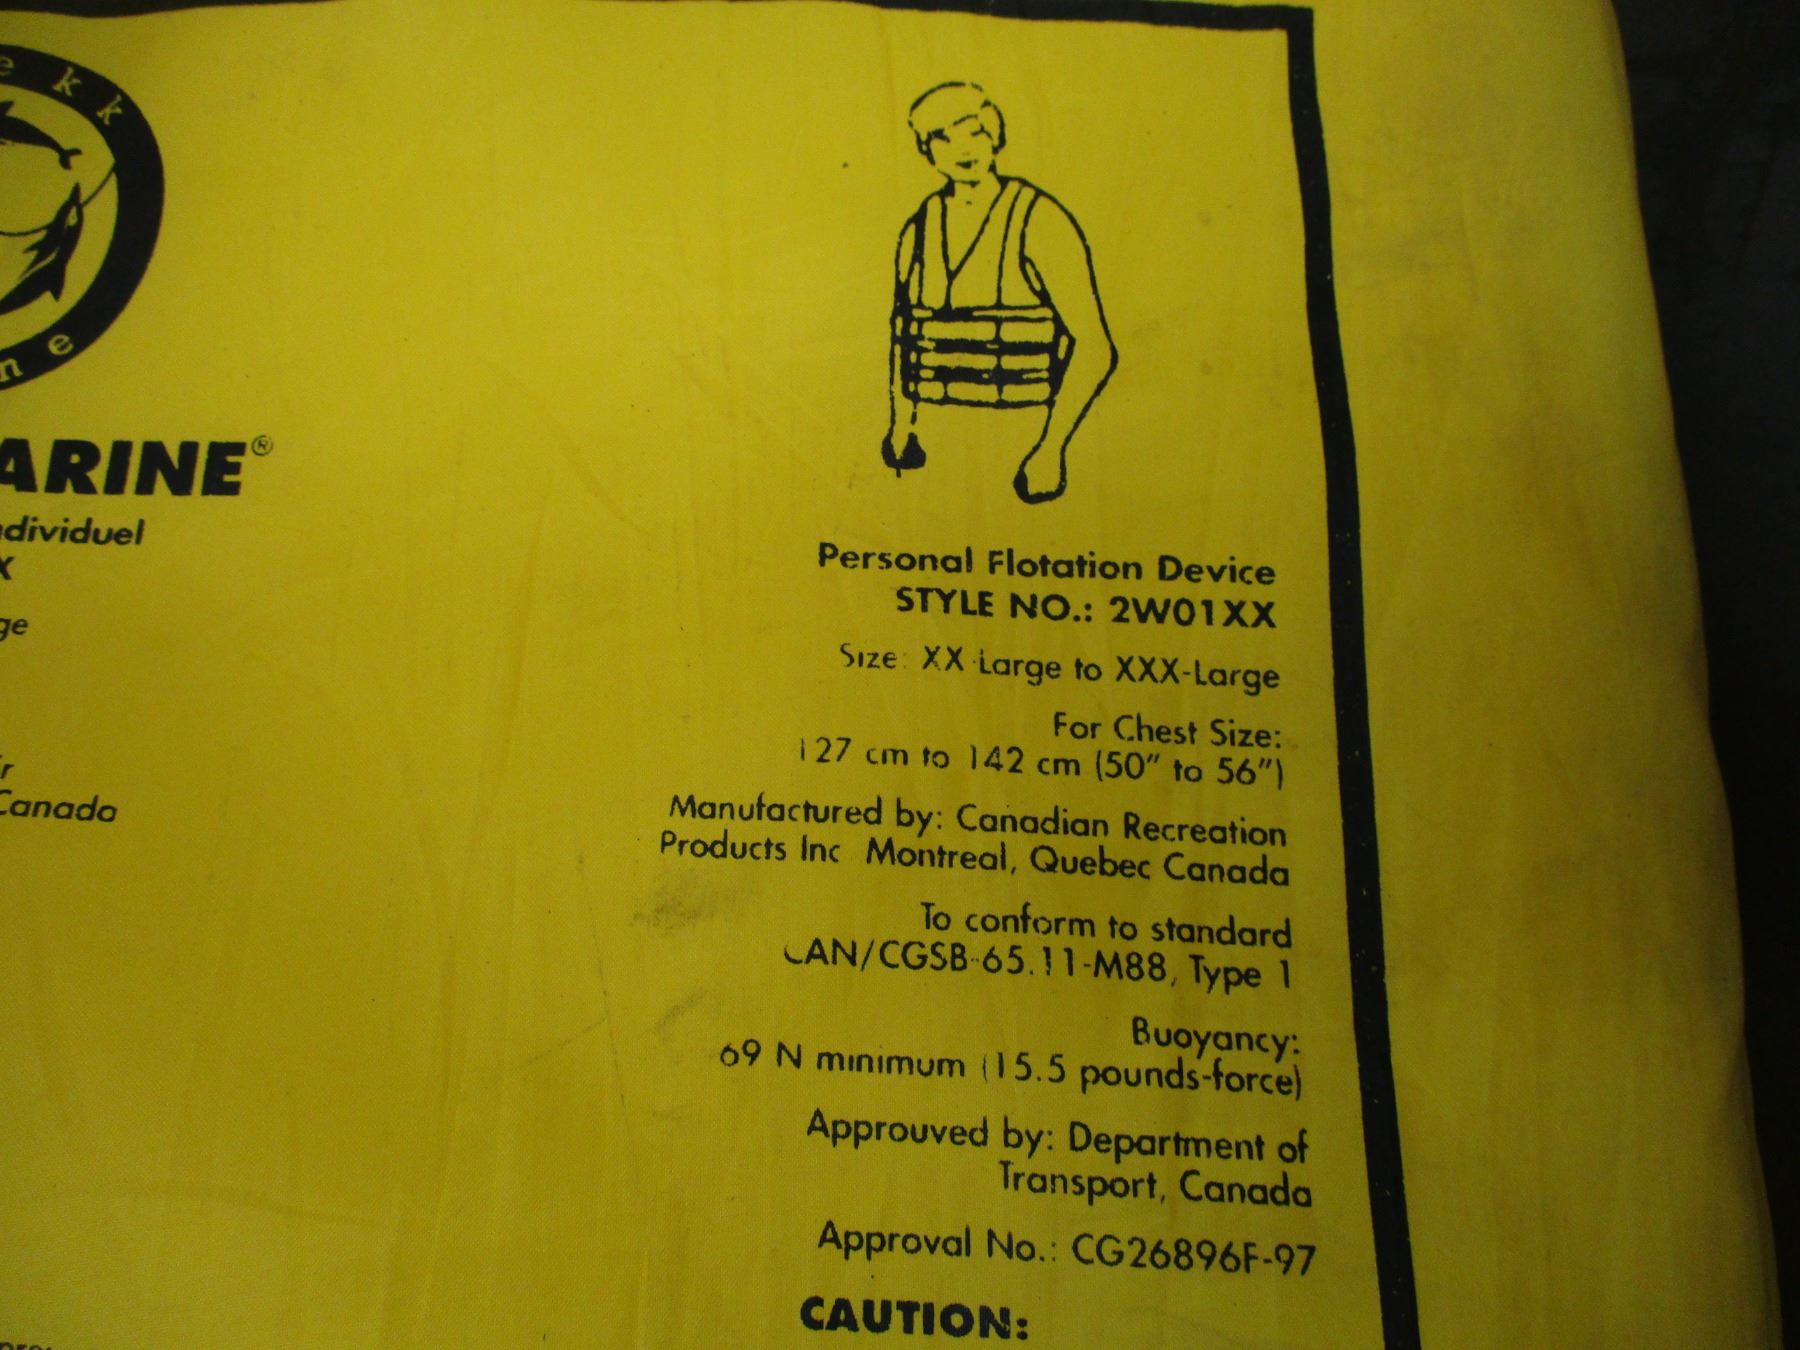 ekk
ne
ARINE®
dividuel
X
ge
r
Canada
Personal Flotation Device
STYLE NO.: 2W01XX
Size: XX-Large to XXX-Large
For Chest Size:
127 cm to 142 cm (50" to 56")
Manufactured by: Canadian Recreation
Products Inc Montreal, Quebec Canada
To conform to standard
CAN/CGSB-65.11-M88, Type 1
Buoyancy:
69 N minimum (15.5 pounds-force)
Approuved by: Department of
Transport, Canada
Approval No.: CG26896F-97
CAUTION: